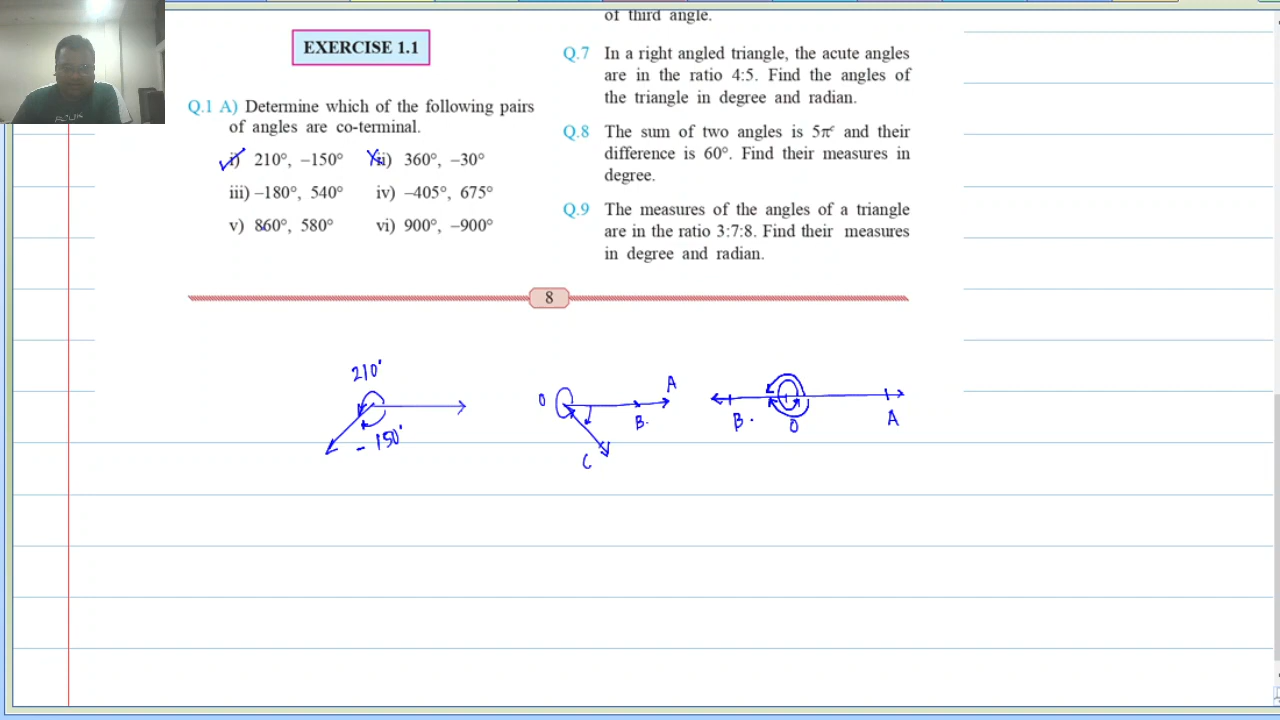 EXERCISE 1.1
Q.1 A) Determine which of the following pairs
of angles are co-terminal.
i) 210°, –150° ii) 360°, –30°
iii) –180°, 540° iv) –405°, 675°
v) 860°, 580° vi) 900°, –900°
of third angle.
Q.7 In a right angled triangle, the acute angles
are in the ratio 4:5. Find the angles of
the triangle in degree and radian.
Q.8 The sum of two angles is 5πᶜ and their
difference is 60°. Find their measures in
degree.
Q.9 The measures of the angles of a triangle
are in the ratio 3:7:8. Find their measures
in degree and radian.
8
210°
- 150°
O
A
B.
C
B.
O
A